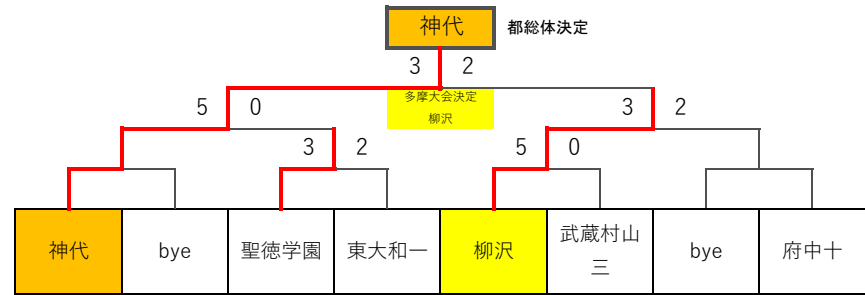 神代
都総体決定
3 2
多摩大会決定
柳沢
5 0
3 2
3 2
5 0
神代
bye
聖徳学園
東大和一
柳沢
武蔵村山
三
bye
府中十